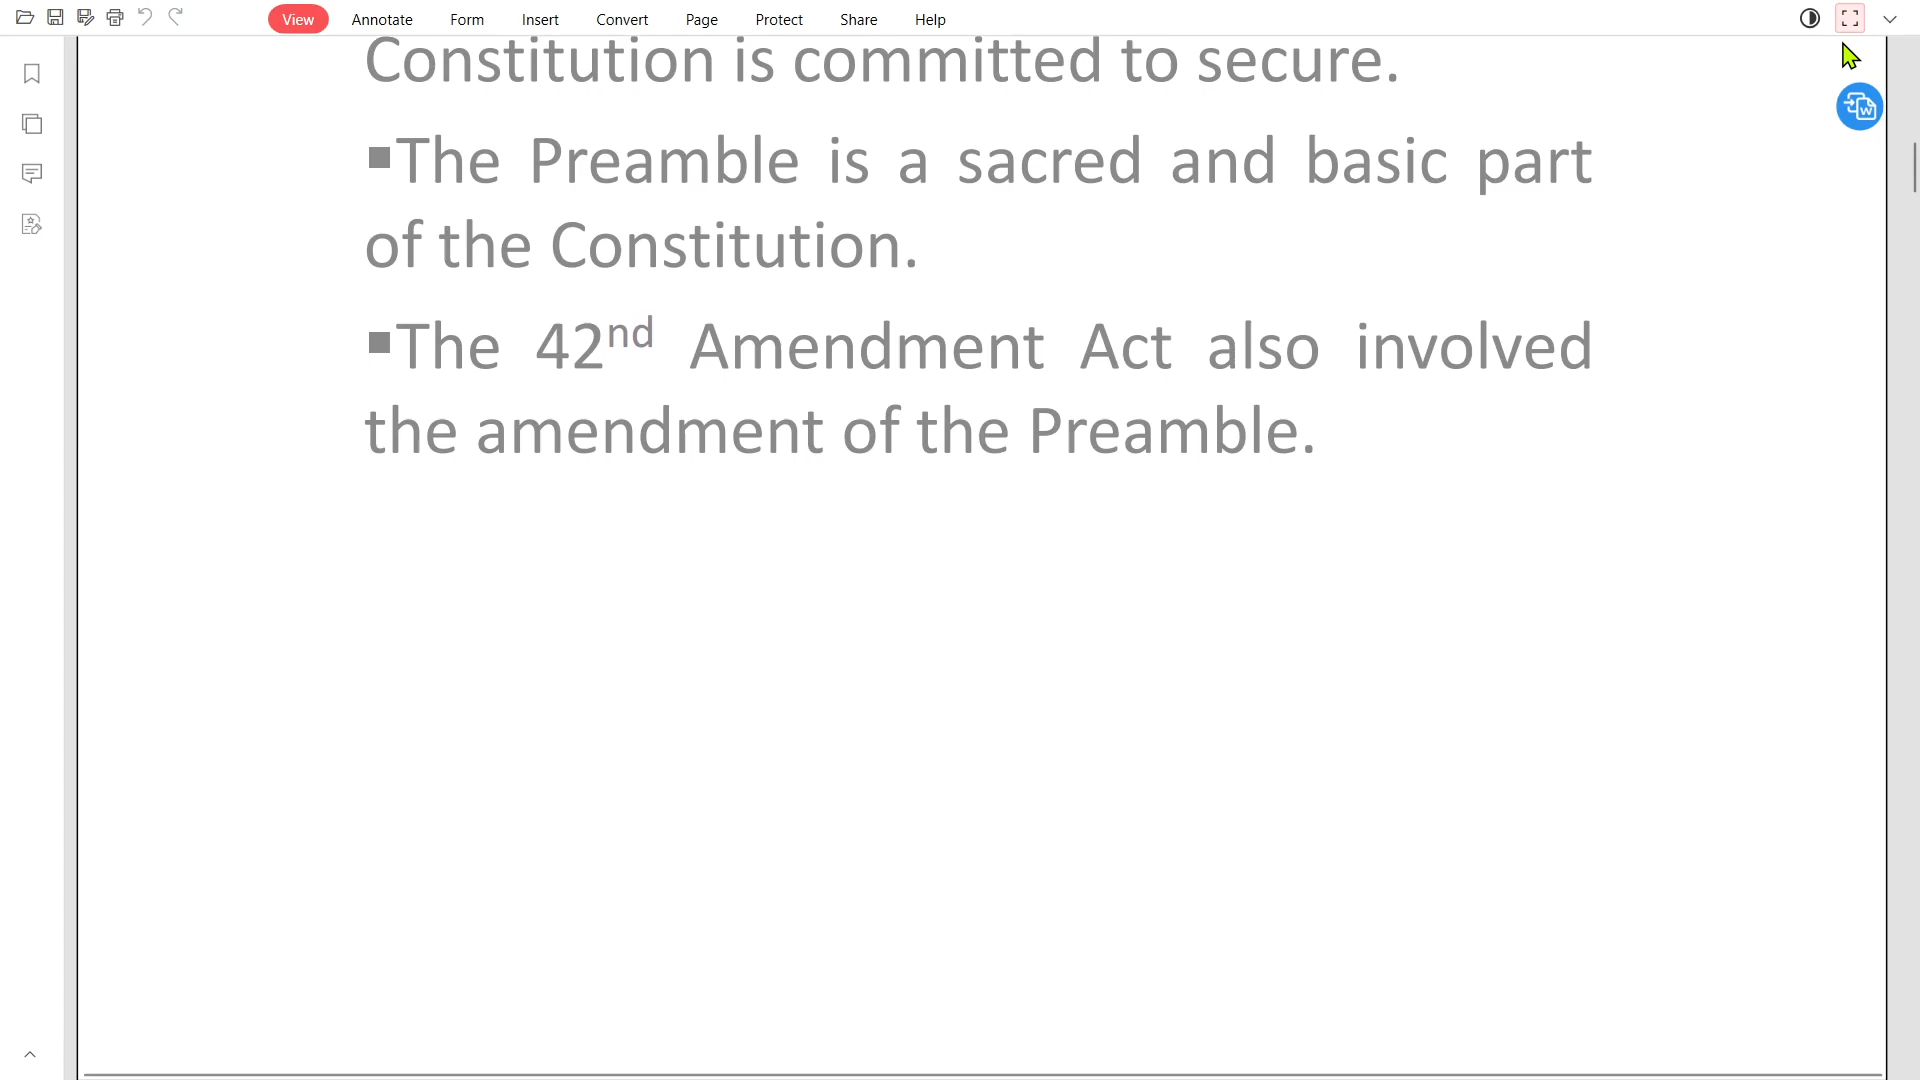 View Annotate Form Insert Convert Page Protect Share Help
Constitution is committed to secure.
▪The Preamble is a sacred and basic part
of the Constitution.
▪The 42nd Amendment Act also involved
the amendment of the Preamble.